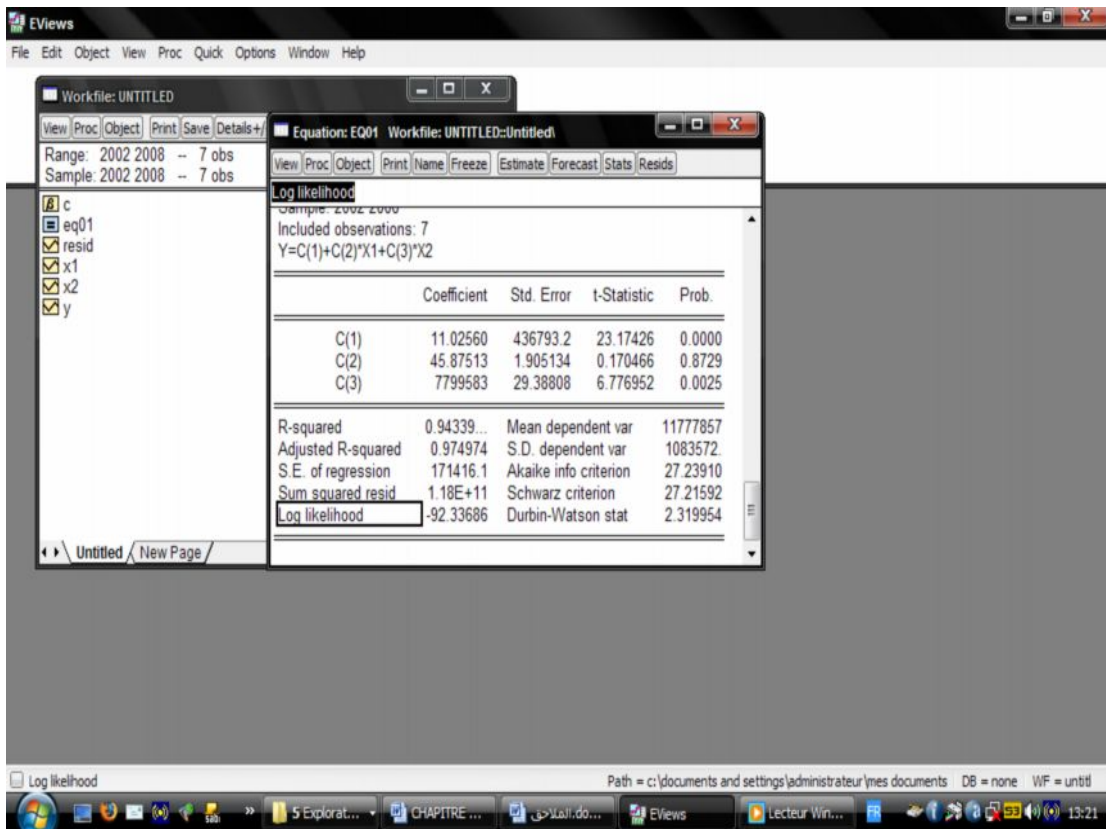 EViews
File Edit Object View Proc Quick Options Window Help
Workfile: UNTITLED
View Proc Object Print Save Details+/
Range: 2002 2008 -- 7 obs
Sample: 2002 2008 -- 7 obs
c
eq01
resid
x1
x2
y
Untitled New Page
Equation: EQ01 Workfile: UNTITLED::Untitled\
View Proc Object Print Name Freeze Estimate Forecast Stats Resids
Log likelihood
Sample: 2002 2008
Included observations: 7
Y=C(1)+C(2)*X1+C(3)*X2
Coefficient Std. Error t-Statistic Prob.
C(1) 11.02560 436793.2 23.17426 0.0000
C(2) 45.87513 1.905134 0.170466 0.8729
C(3) 7799583 29.38808 6.776952 0.0025
R-squared 0.94339... Mean dependent var 11777857
Adjusted R-squared 0.974974 S.D. dependent var 1083572.
S.E. of regression 171416.1 Akaike info criterion 27.23910
Sum squared resid 1.18E+11 Schwarz criterion 27.21592
Log likelihood -92.33686 Durbin-Watson stat 2.319954
Log likelihood Path = c:\documents and settings\administrateur\mes documents DB = none WF = untitl
» 5 Explorat... CHAPITRE ... الملاحق.do... EViews Lecteur Win... FR 53 13:21